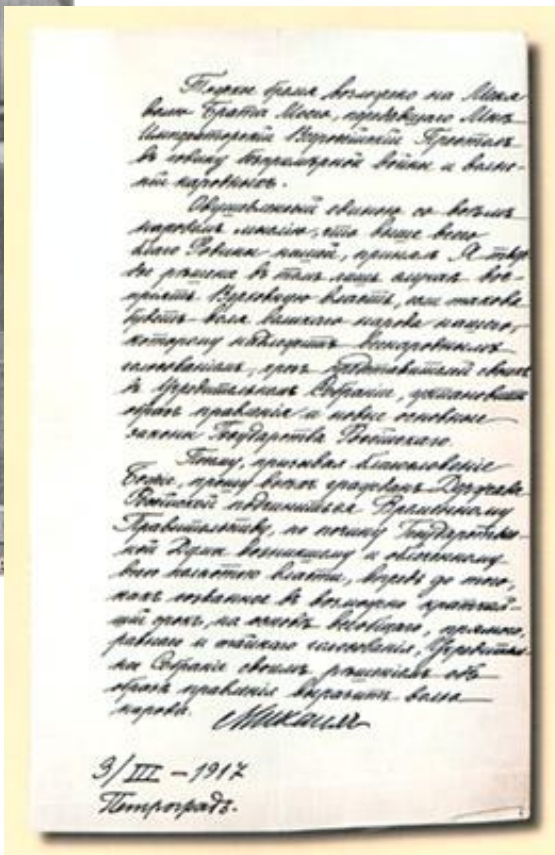 Тяжкое бремя возложено на Меня
волею Брата Моего, передавшаго Мнѣ
Императорскій Всероссійскій Престолъ
въ годину безпримѣрной войны и волне-
ній народныхъ.
Одушевленный единою со всѣмъ
народомъ мыслію, что выше всего
благо Родины нашей, принялъ Я твер-
дое рѣшеніе въ томъ лишь случаѣ вос-
пріять Верховную власть, если такова
будетъ воля великаго народа нашего,
которому надлежитъ всенароднымъ
голосованіемъ, чрезъ представителей своихъ
въ Учредительномъ Собраніи, установить
образъ правленія и новые основные
законы Государства Россійскаго.
Посему, призывая благословеніе
Божіе, прошу всѣхъ гражданъ Державы
Россійской подчиниться Временному
Правительству, по почину Государствен-
ной Думы возникшему и облеченному
всею полнотою власти, впредь до того,
какъ созванное въ возможно кратчай-
шій срокъ, на основѣ всеобщаго, прямого,
равнаго и тайнаго голосованія, Учредитель-
ное Собраніе своимъ рѣшеніемъ объ
образѣ правленія выразитъ волю
народа.
Михаилъ
3/III – 1917
Петроградъ.